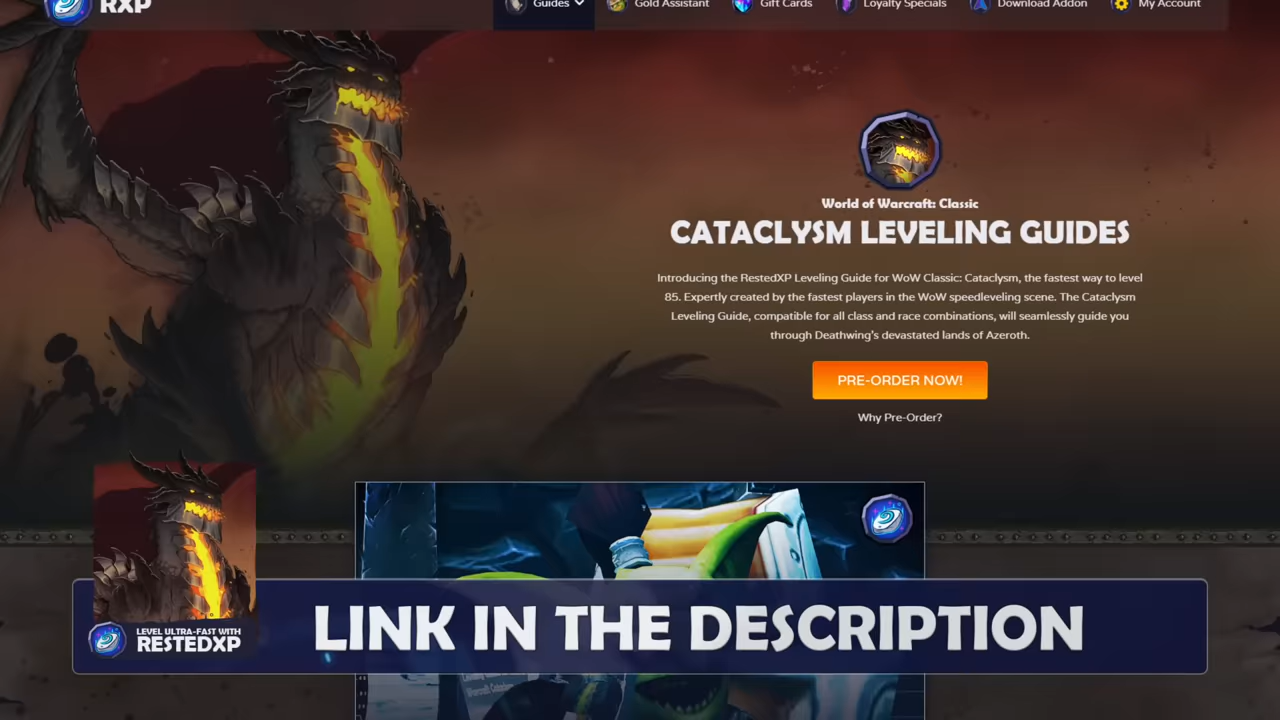 RXP
Guides
Gold Assistant
Gift Cards
Loyalty Specials
Download Addon
My Account
World of Warcraft: Classic
CATACLYSM LEVELING GUIDES
Introducing the RestedXP Leveling Guide for WoW Classic: Cataclysm, the fastest way to level
85. Expertly created by the fastest players in the WoW speedleveling scene. The Cataclysm
Leveling Guide, compatible for all class and race combinations, will seamlessly guide you
through Deathwing's devastated lands of Azeroth.
PRE-ORDER NOW!
Why Pre-Order?
LEVEL ULTRA-FAST WITH
RESTEDXP
LINK IN THE DESCRIPTION